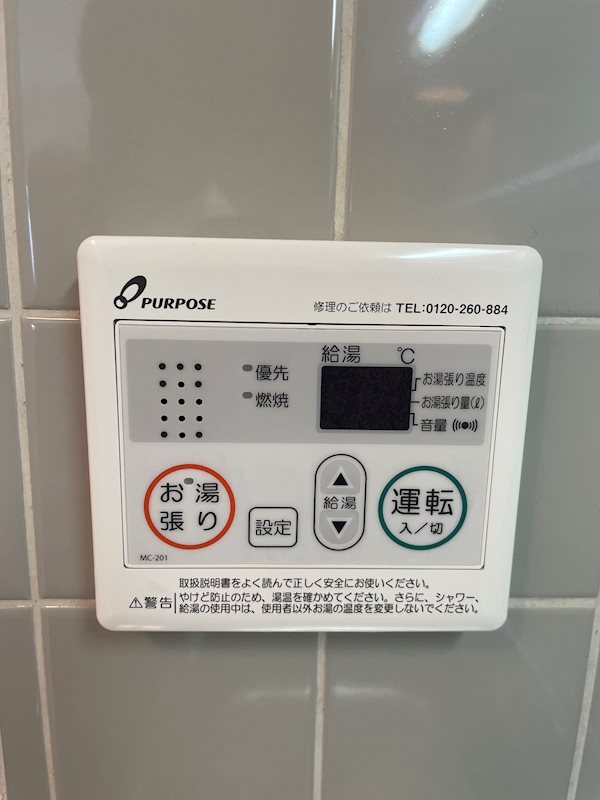 PURPOSE
修理のご依頼は TEL:0120-260-884
給湯 ℃
優先
燃焼
お湯張り温度
お湯張り量(ℓ)
音量
お湯
張り
設定
▲
給湯
▼
運転
入/切
MC-201
取扱説明書をよく読んで正しく安全にお使いください。
⚠警告
やけど防止のため、湯温を確かめてください。さらに、シャワー、
給湯の使用中は、使用者以外お湯の温度を変更しないでください。